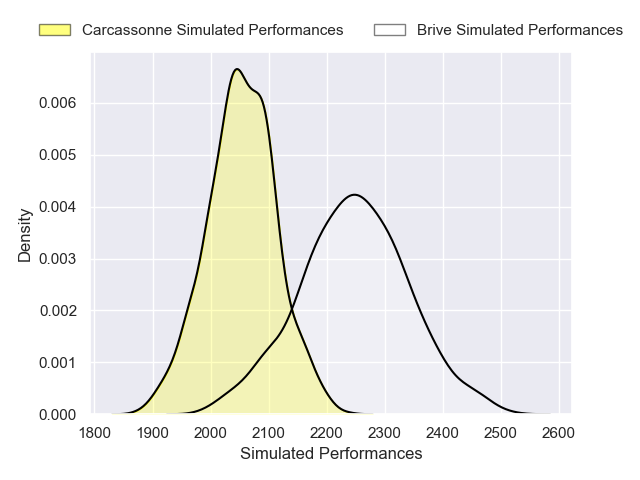 Carcassonne Simulated Performances Brive Simulated Performances
0.006
0.005
0.004
0.003
0.002
0.001
0.000
Density
1800 1900 2000 2100 2200 2300 2400 2500 2600
Simulated Performances